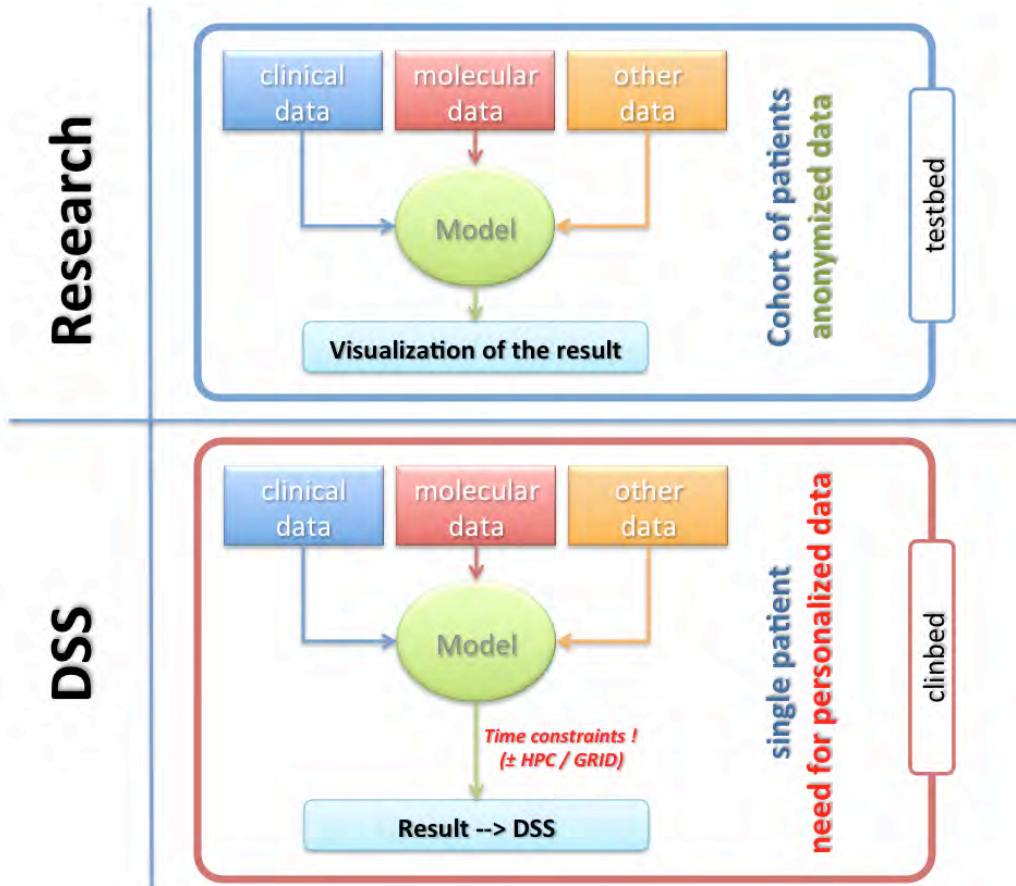 Research
clinical
data
molecular
data
other
data
Model
Visualization of the result
Cohort of patients
anonymized data
testbed
DSS
clinical
data
molecular
data
other
data
Model
Time constraints !
(± HPC / GRID)
Result --> DSS
single patient
need for personalized data
clinbed